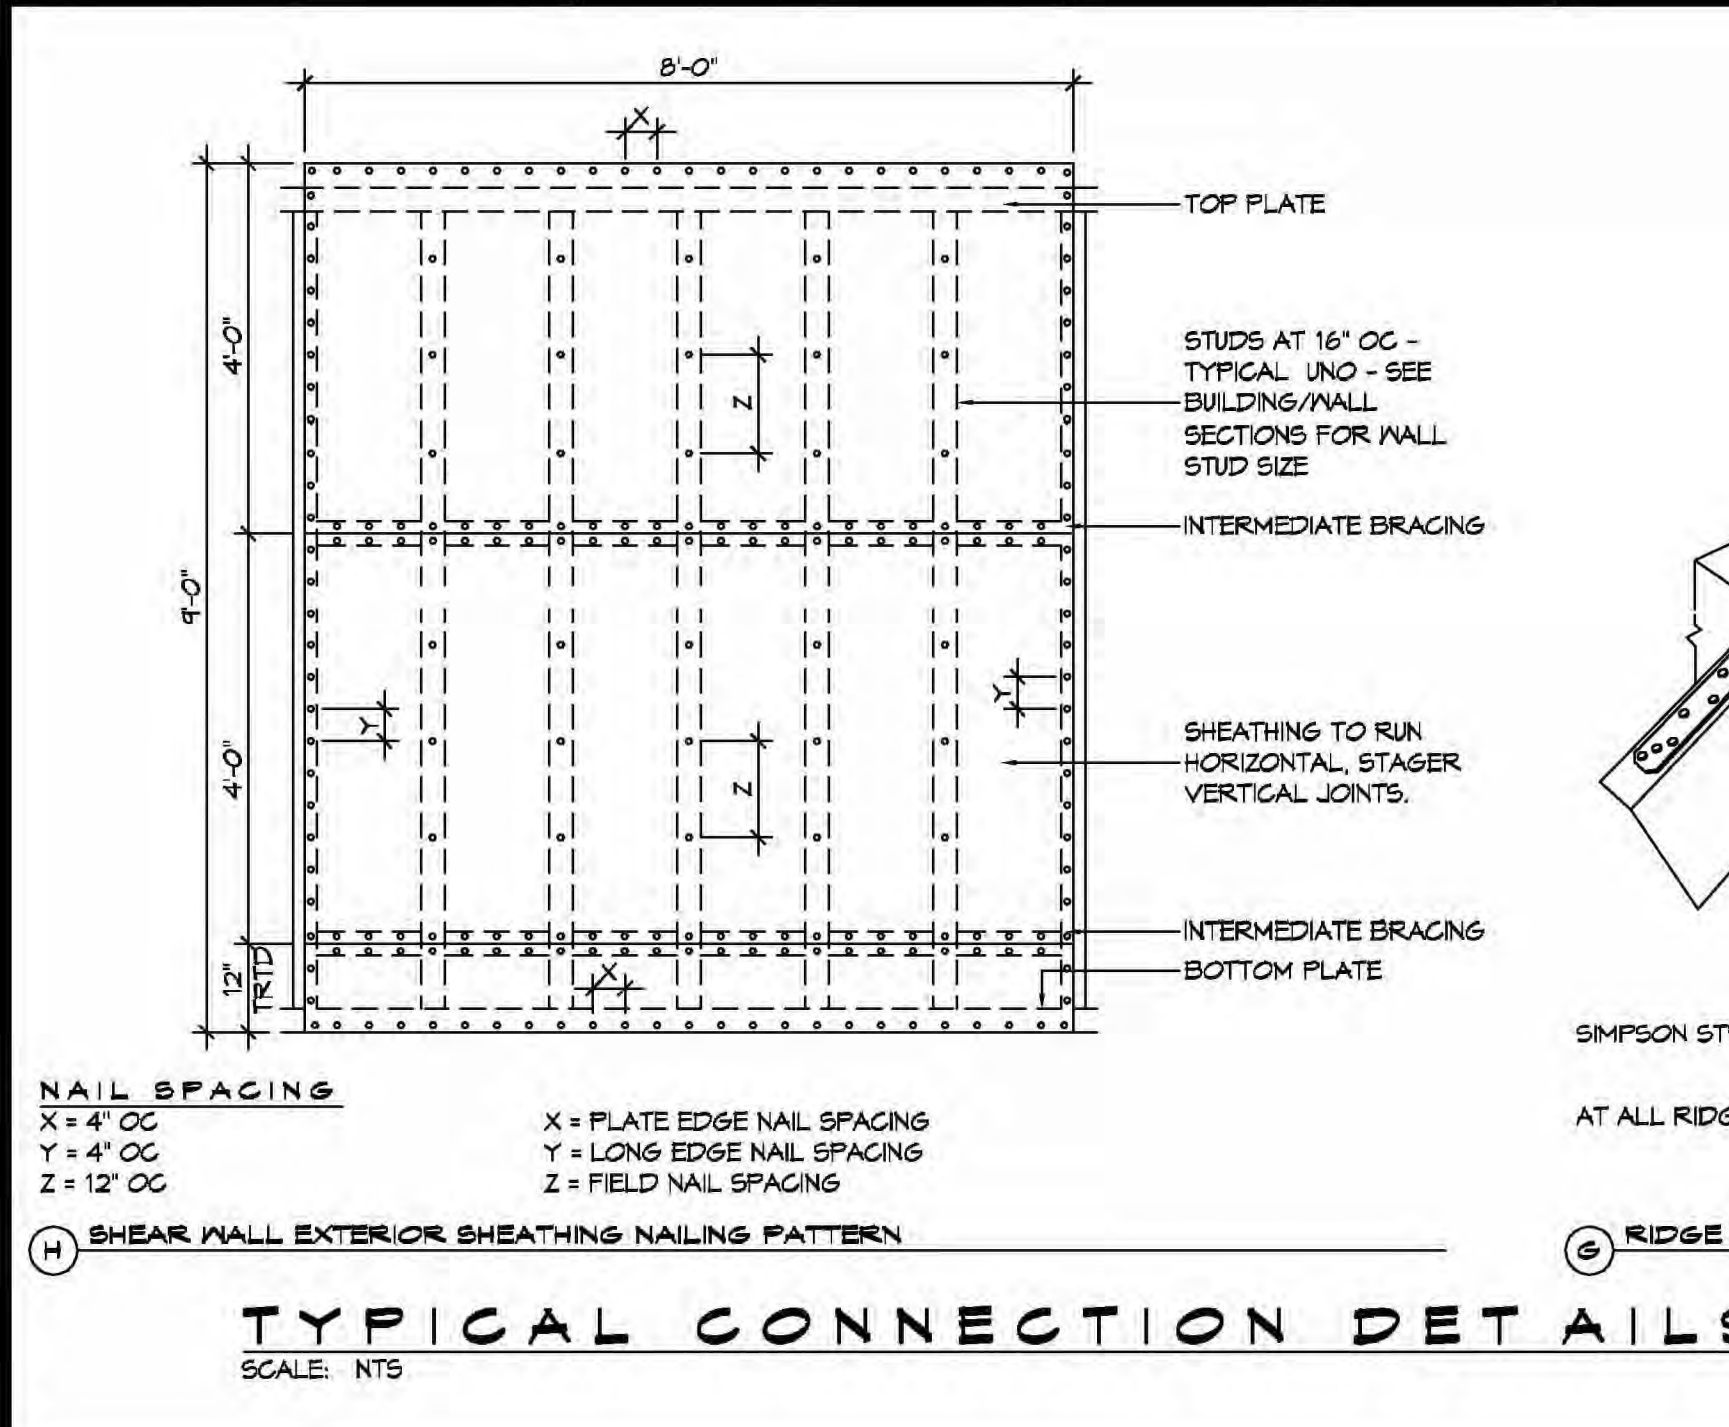 8'-0"
X
TOP PLATE
4'-0"
Z
STUDS AT 16" OC -
TYPICAL UNO - SEE
BUILDING/WALL
SECTIONS FOR WALL
STUD SIZE
INTERMEDIATE BRACING
9'-0"
Y
Y
4'-0"
Z
SHEATHING TO RUN
HORIZONTAL, STAGER
VERTICAL JOINTS.
INTERMEDIATE BRACING
12"
TRTD
X
BOTTOM PLATE
NAIL SPACING
X = 4" OC
Y = 4" OC
Z = 12" OC
X = PLATE EDGE NAIL SPACING
Y = LONG EDGE NAIL SPACING
Z = FIELD NAIL SPACING
H SHEAR WALL EXTERIOR SHEATHING NAILING PATTERN
SIMPSON
AT ALL
G RIDGE
TYPICAL CONNECTION DETAILS
SCALE: NTS